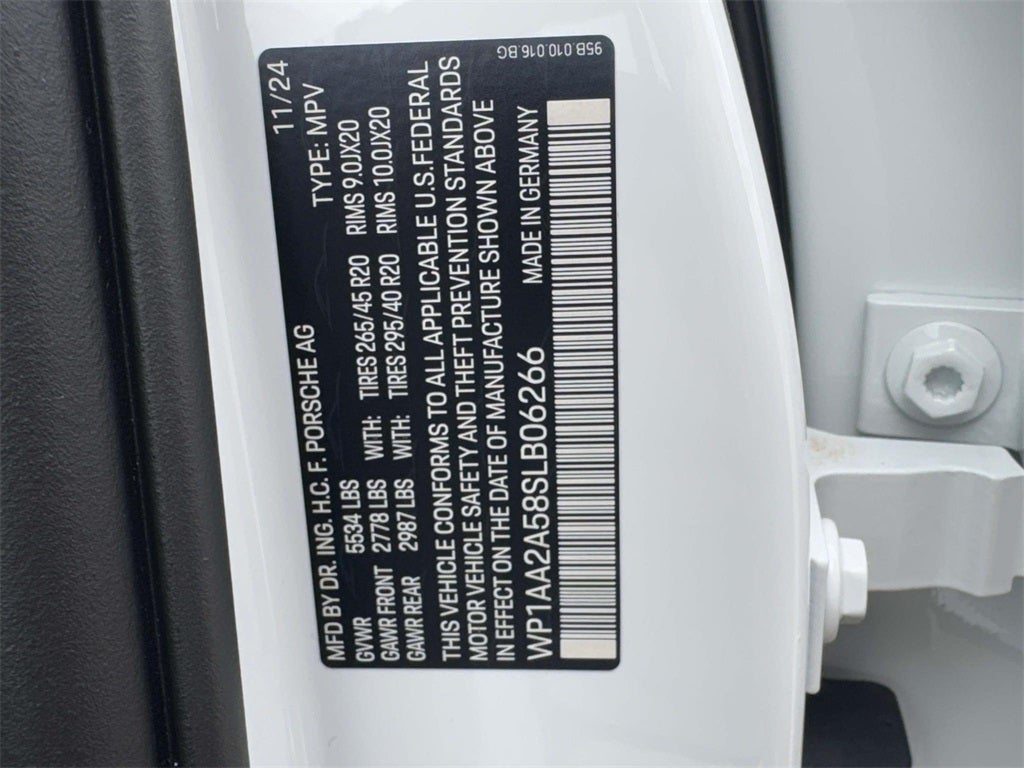 11/24
MFD BY DR. ING. H.C. F. PORSCHE AG TYPE: MPV
GVWR 5534 LBS WITH: TIRES 265/45 R20 RIMS 9.0JX20
GAWR FRONT 2778 LBS WITH: TIRES 295/40 R20 RIMS 10.0JX20
GAWR REAR 2987 LBS
THIS VEHICLE CONFORMS TO ALL APPLICABLE U.S. FEDERAL
MOTOR VEHICLE SAFETY AND THEFT PREVENTION STANDARDS
IN EFFECT ON THE DATE OF MANUFACTURE SHOWN ABOVE
WP1AA2A58SLB06266 MADE IN GERMANY
95B.010.016.BG